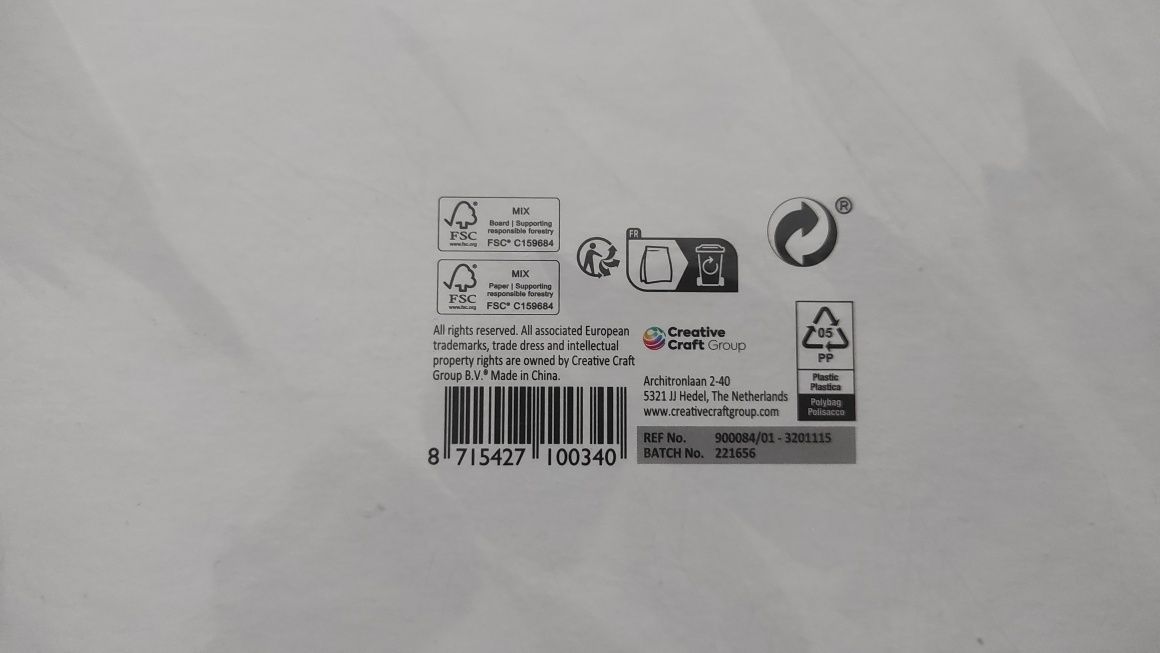 FSC
www.fsc.org
MIX
Board | Supporting
responsible forestry
FSC® C159684
FSC
www.fsc.org
MIX
Paper | Supporting
responsible forestry
FSC® C159684
FR
®
All rights reserved. All associated European
trademarks, trade dress and intellectual
property rights are owned by Creative Craft
Group B.V.® Made in China.
8 715427 100340
Creative
Craft Group
Architronlaan 2-40
5321 JJ Hedel, The Netherlands
www.creativecraftgroup.com
05
PP
Plastic
Plastica
Polybag
Polisacco
REF No. 900084/01 - 3201115
BATCH No. 221656